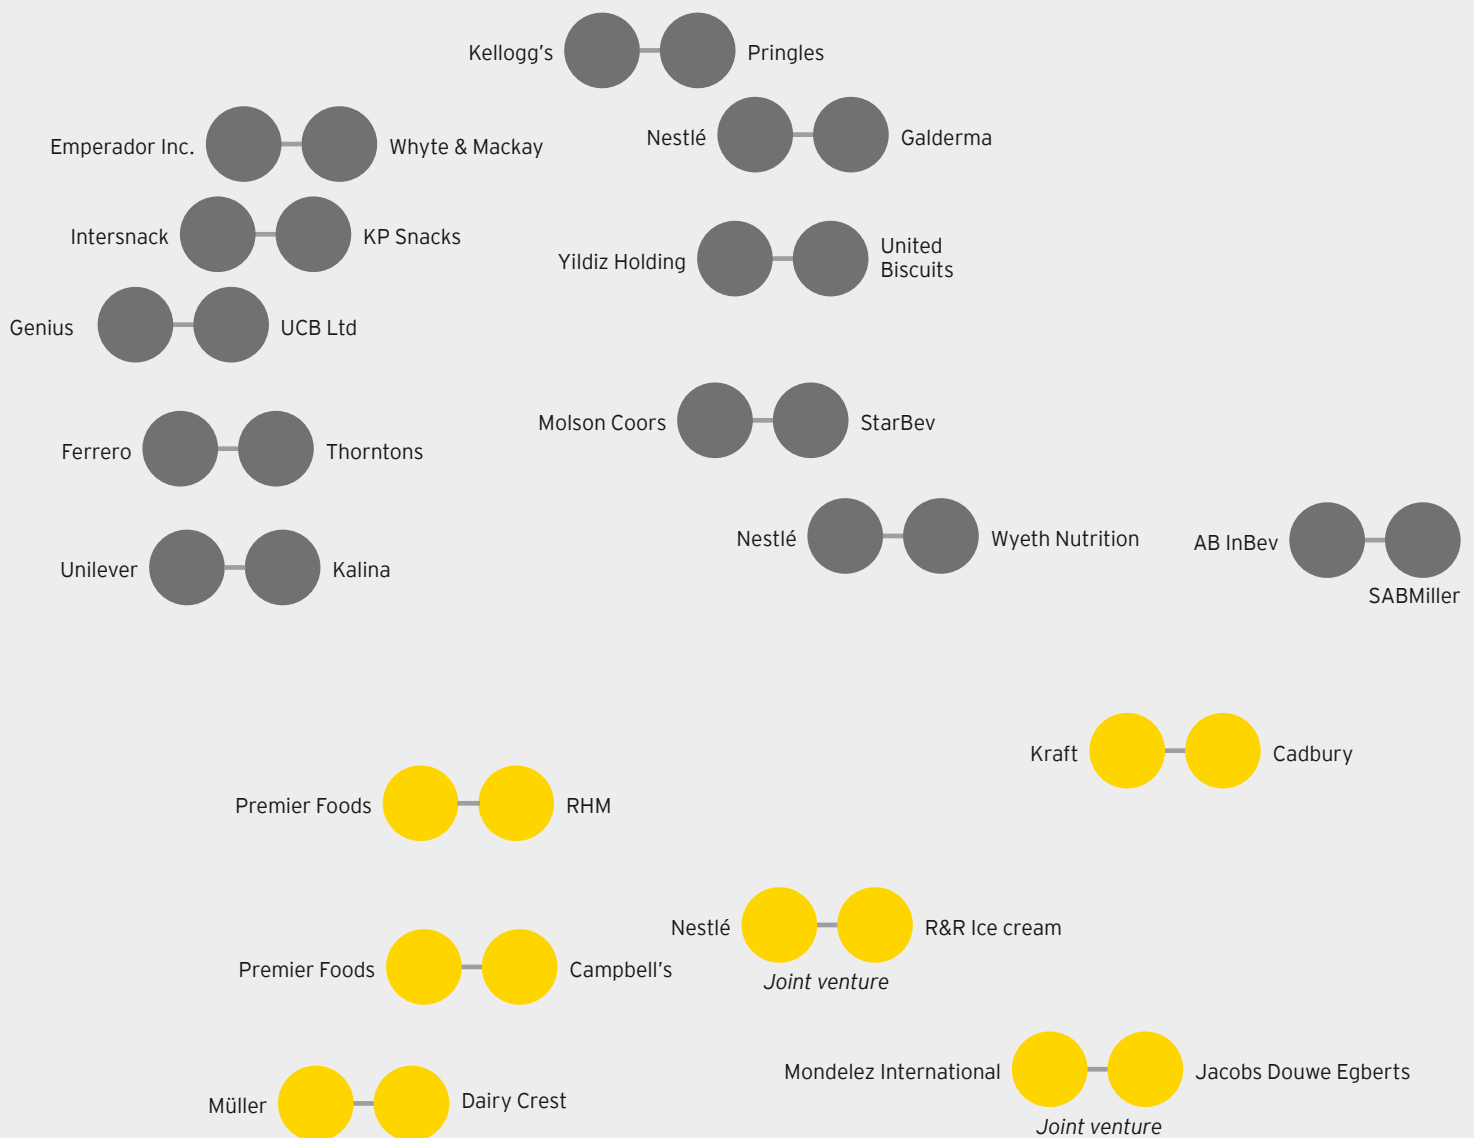 Kellogg's
Pringles
Nestlé
Galderma
Emperador Inc.
Whyte & Mackay
Intersnack
KP Snacks
Yildiz Holding
United
Biscuits
Genius
UCB Ltd
Molson Coors
StarBev
Ferrero
Thorntons
Nestlé
Wyeth Nutrition
AB InBev
SABMiller
Unilever
Kalina
Kraft
Cadbury
Premier Foods
RHM
Nestlé
R&R Ice cream
Joint venture
Premier Foods
Campbell's
Mondelez International
Jacobs Douwe Egberts
Joint venture
Müller
Dairy Crest